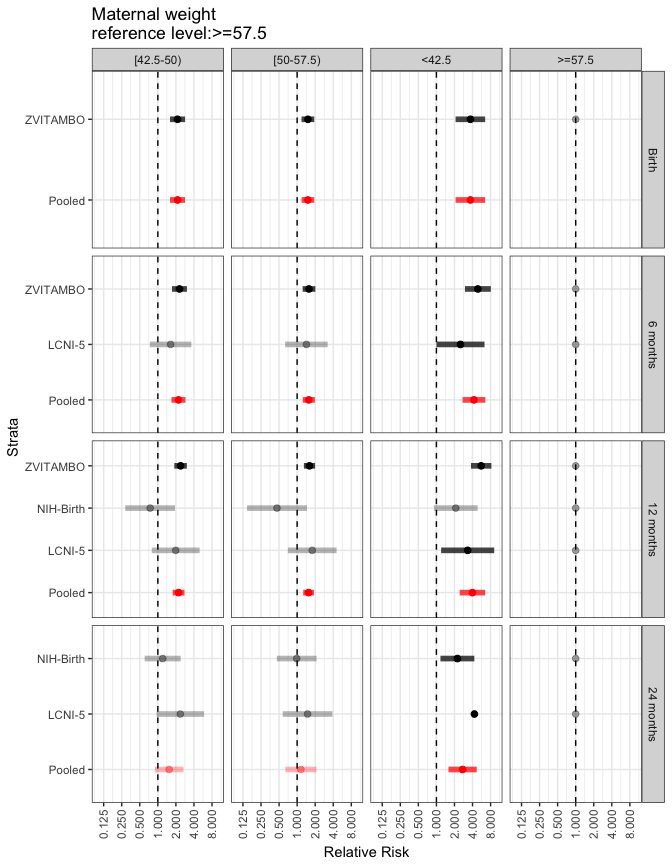 Maternal weight
reference level:>=57.5
[42.5-50)
[50-57.5)
<42.5
>=57.5
Strata
ZVITAMBO
Pooled
Birth
ZVITAMBO
LCNI-5
Pooled
6 months
ZVITAMBO
NIH-Birth
LCNI-5
Pooled
12 months
NIH-Birth
LCNI-5
Pooled
24 months
0.125 0.250 0.500 1.000 2.000 4.000 8.000
0.125 0.250 0.500 1.000 2.000 4.000 8.000
0.125 0.250 0.500 1.000 2.000 4.000 8.000
0.125 0.250 0.500 1.000 2.000 4.000 8.000
Relative Risk